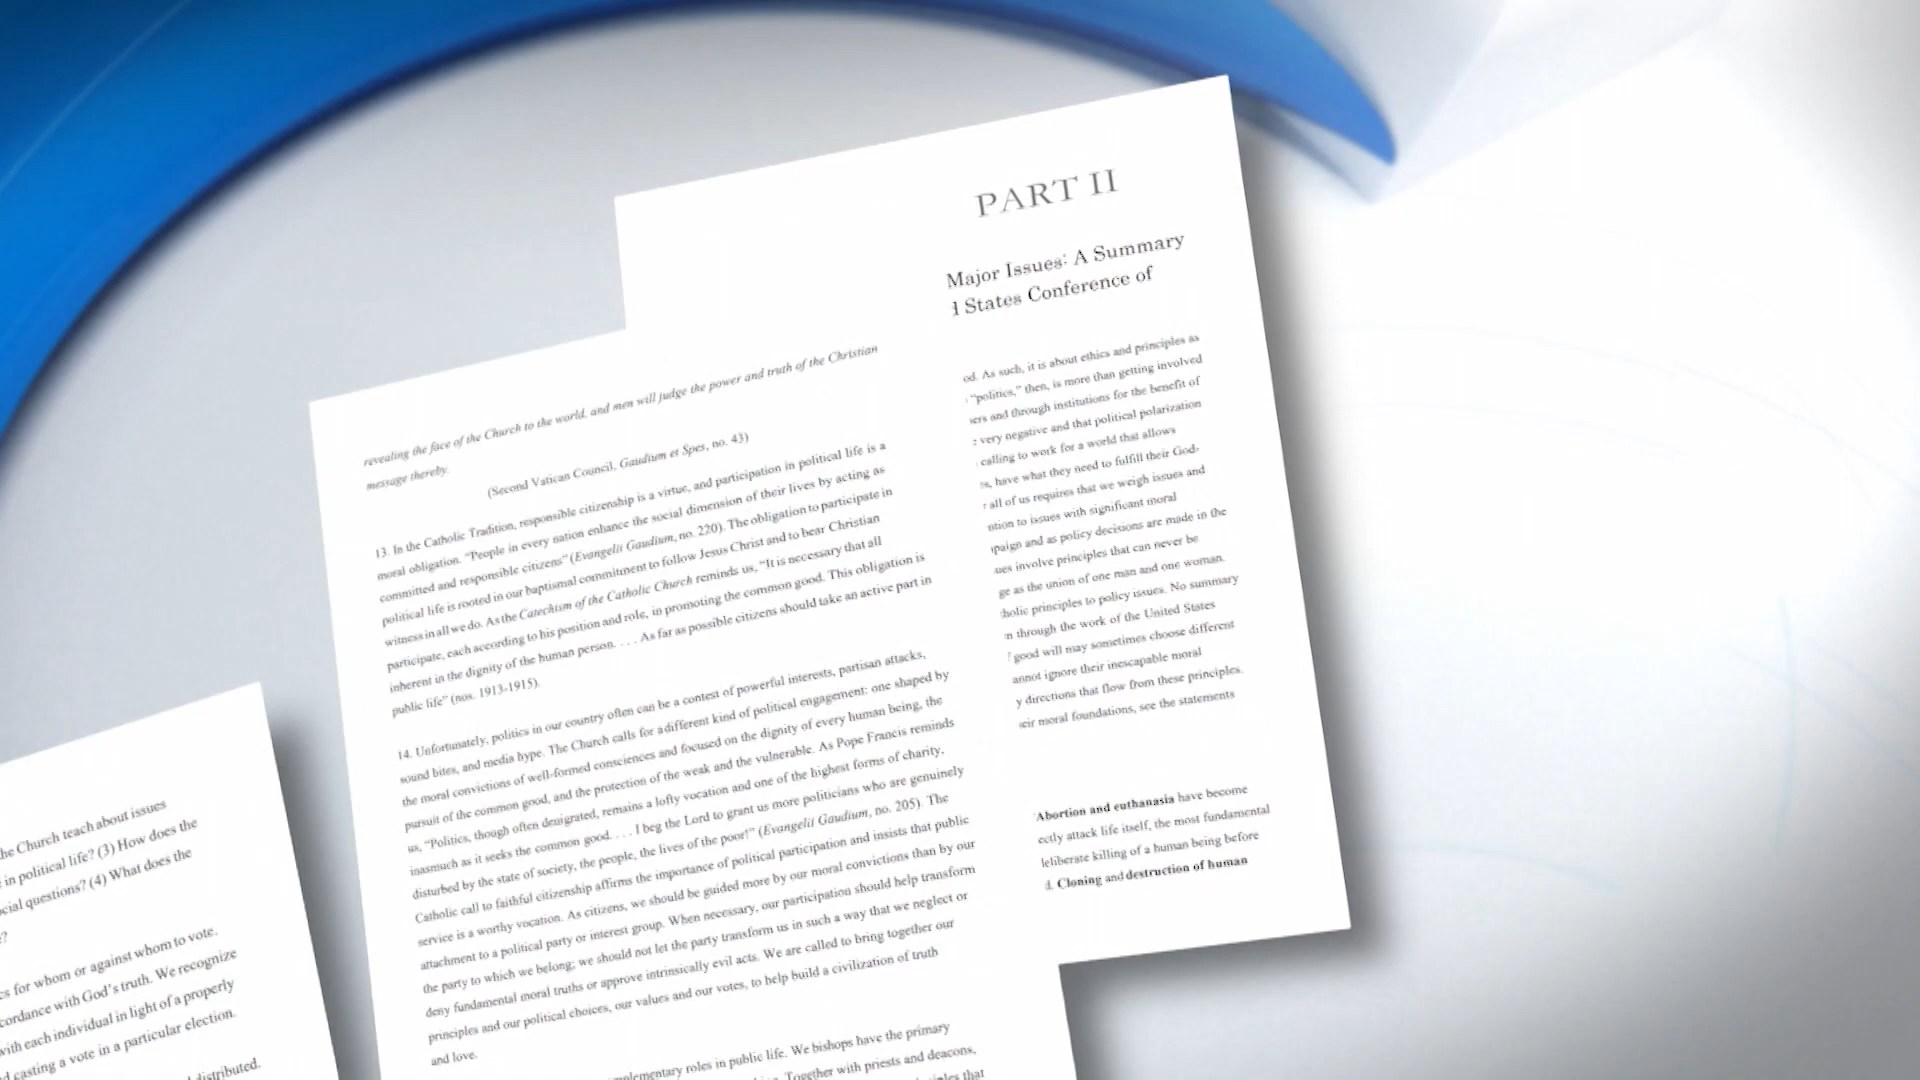 PART II
Major Issues: A Summary
d States Conference of
od. As such, it is about ethics and principles as
"politics," then, is more than getting involved
ers and through institutions for the benefit of
very negative and that political polarization
calling to work for a world that allows
s, have what they need to fulfill their God-
r all of us requires that we weigh issues and
ntion to issues with significant moral
paign and as policy decisions are made in the
ues involve principles that can never be
ge as the union of one man and one woman.
holic principles to policy issues. No summary
n through the work of the United States
f good will may sometimes choose different
annot ignore their inescapable moral
y directions that flow from these principles.
eir moral foundations, see the statements
Abortion and euthanasia have become
ectly attack life itself, the most fundamental
deliberate killing of a human being before
d. Cloning and destruction of human
revealing the face of the Church to the world, and men will judge the power and truth of the Christian
message thereby.
(Second Vatican Council, Gaudium et Spes, no. 43)
13. In the Catholic Tradition, responsible citizenship is a virtue, and participation in political life is a
moral obligation. "People in every nation enhance the social dimension of their lives by acting as
committed and responsible citizens" (Evangelii Gaudium, no. 220). The obligation to participate in
political life is rooted in our baptismal commitment to follow Jesus Christ and to bear Christian
witness in all we do. As the Catechism of the Catholic Church reminds us, "It is necessary that all
participate, each according to his position and role, in promoting the common good. This obligation is
inherent in the dignity of the human person. . . . As far as possible citizens should take an active part in
public life" (nos. 1913-1915).
14. Unfortunately, politics in our country often can be a contest of powerful interests, partisan attacks,
sound bites, and media hype. The Church calls for a different kind of political engagement: one shaped by
the moral convictions of well-formed consciences and focused on the dignity of every human being, the
pursuit of the common good, and the protection of the weak and the vulnerable. As Pope Francis reminds
us, "Politics, though often denigrated, remains a lofty vocation and one of the highest forms of charity,
inasmuch as it seeks the common good. . . . I beg the Lord to grant us more politicians who are genuinely
disturbed by the state of society, the people, the lives of the poor!" (Evangelii Gaudium, no. 205). The
Catholic call to faithful citizenship affirms the importance of political participation and insists that public
service is a worthy vocation. As citizens, we should be guided more by our moral convictions than by our
attachment to a political party or interest group. When necessary, our participation should help transform
the party to which we belong; we should not let the party transform us in such a way that we neglect or
deny fundamental moral truths or approve intrinsically evil acts. We are called to bring together our
principles and our political choices, our values and our votes, to help build a civilization of truth
and love.
mplementary roles in public life. We bishops have the primary
Together with priests and deacons,
that
he Church teach about issues
in political life? (3) How does the
cial questions? (4) What does the
?
cs for whom or against whom to vote.
cordance with God's truth. We recognize
with each individual in light of a properly
d casting a vote in a particular election.
distributed.